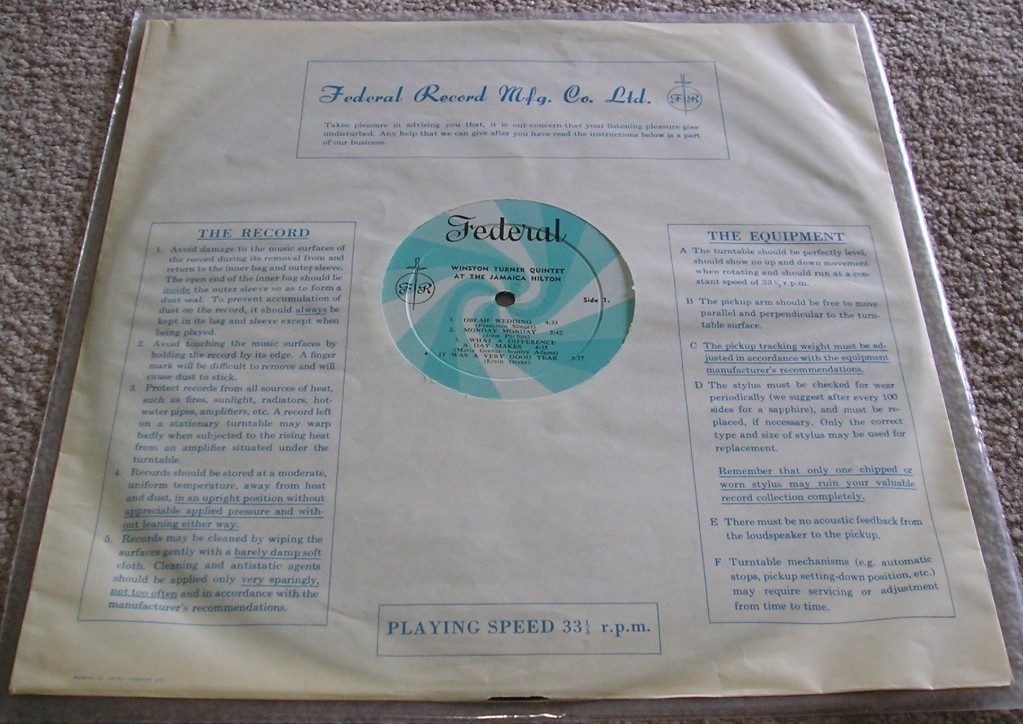 Federal Record Mfg. Co. Ltd.
FR
Takes pleasure in advising you that, it is our concern that your listening pleasure goes
undisturbed. Any help that we can give after you have read the instructions below is a part
of our business.
THE RECORD
1. Avoid damage to the music surfaces of
the record during its removal from and
return to the inner bag and outer sleeve.
The open end of the inner bag should be
inside the outer sleeve so as to form a
dust seal. To prevent accumulation of
dust on the record, it should always be
kept in its bag and sleeve except when
being played.
2. Avoid touching the music surfaces by
holding the record by its edge. A finger
mark will be difficult to remove and will
cause dust to stick.
3. Protect records from all sources of heat,
such as fires, sunlight, radiators, hot-
water pipes, amplifiers, etc. A record left
on a stationary turntable may warp
badly when subjected to the rising heat
from an amplifier situated under the
turntable.
4. Records should be stored at a moderate,
uniform temperature, away from heat
and dust, in an upright position without
appreciable applied pressure and with-
out leaning either way.
5. Records may be cleaned by wiping the
surfaces gently with a barely damp soft
cloth. Cleaning and antistatic agents
should be applied only very sparingly,
not too often and in accordance with the
manufacturer's recommendations.
Federal
WINSTON TURNER QUINTET
AT THE JAMAICA HILTON
FR
Side 1.
1. OBEAH WEDDING 4:33
(Francisco Slinger)
2. MONDAY MONDAY 5:42
(John Phillips)
3. WHAT A DIFFERENCE
A DAY MAKES 4:35
(Maria Grever, Stanley Adams)
4. IT WAS A VERY GOOD YEAR 3:37
(Ervin Drake)
THE EQUIPMENT
A The turntable should be perfectly level,
should show no up and down movement
when rotating and should run at a con-
stant speed of 33⅓ r.p.m.
B The pickup arm should be free to move
parallel and perpendicular to the turn-
table surface.
C The pickup tracking weight must be ad-
justed in accordance with the equipment
manufacturer's recommendations.
D The stylus must be checked for wear
periodically (we suggest after every 100
sides for a sapphire), and must be re-
placed, if necessary. Only the correct
type and size of stylus may be used for
replacement.
Remember that only one chipped or
worn stylus may ruin your valuable
record collection completely.
E There must be no acoustic feedback from
the loudspeaker to the pickup.
F Turntable mechanisms (e.g. automatic
stops, pickup setting-down position, etc.)
may require servicing or adjustment
from time to time.
PLAYING SPEED 33⅓ r.p.m.